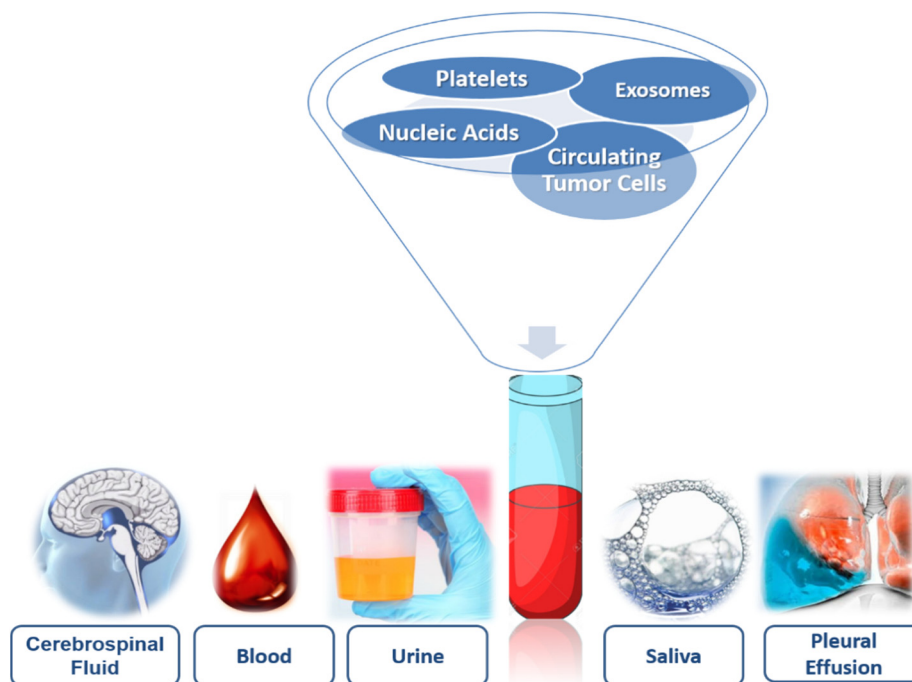 Platelets
Exosomes
Nucleic Acids
Circulating
Tumor Cells
Cerebrospinal
Fluid
Blood
Urine
Saliva
Pleural
Effusion